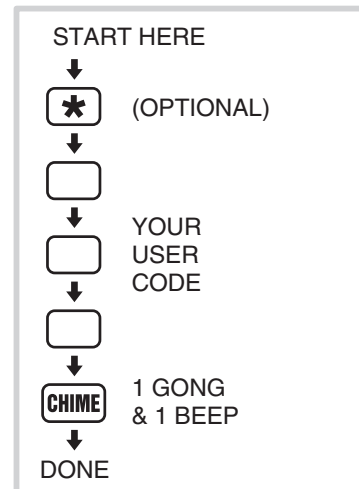 START HERE
* (OPTIONAL)
YOUR
USER
CODE
CHIME 1 GONG
& 1 BEEP
DONE